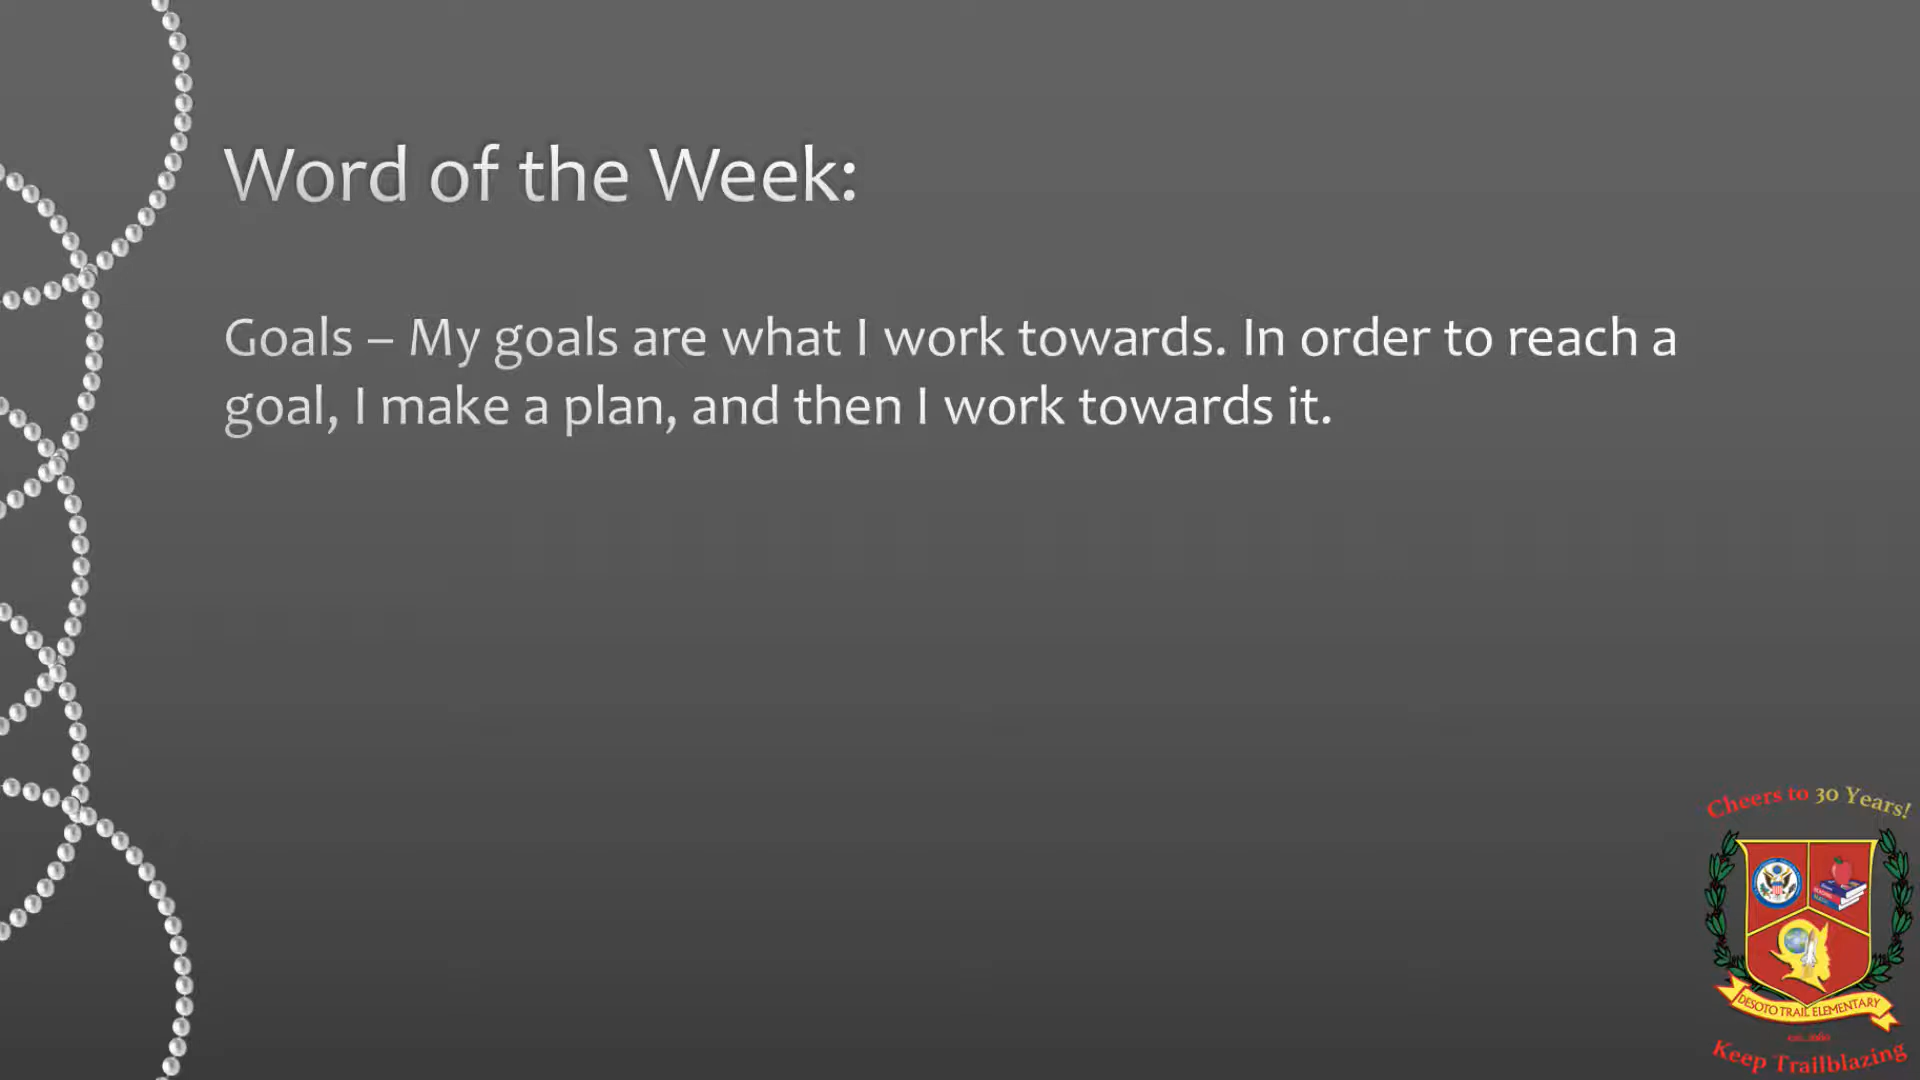 Word of the Week:
Goals – My goals are what I work towards. In order to reach a
goal, I make a plan, and then I work towards it.
Cheers to 30 Years!
DESOTO TRAIL ELEMENTARY
Keep Trailblazing